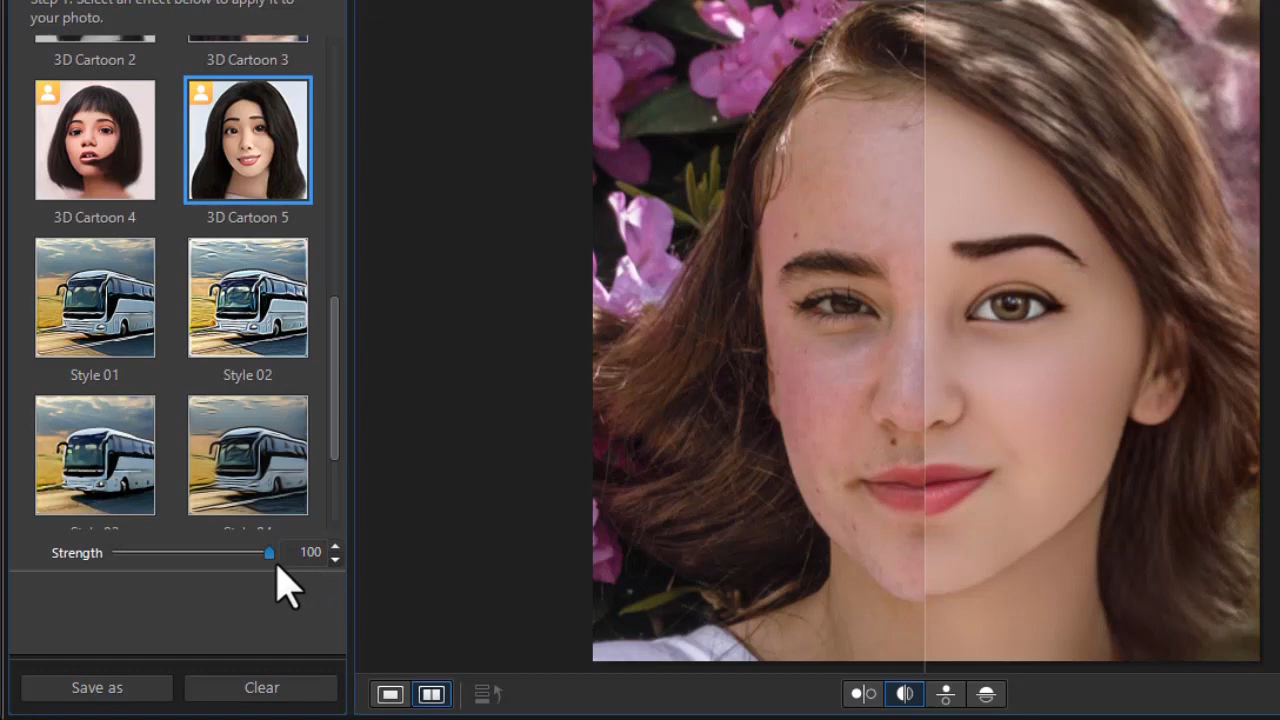 Step 1: Select an effect below to apply it to
your photo.
3D Cartoon 2
3D Cartoon 3
3D Cartoon 4
3D Cartoon 5
Style 01
Style 02
Strength
100
Save as
Clear